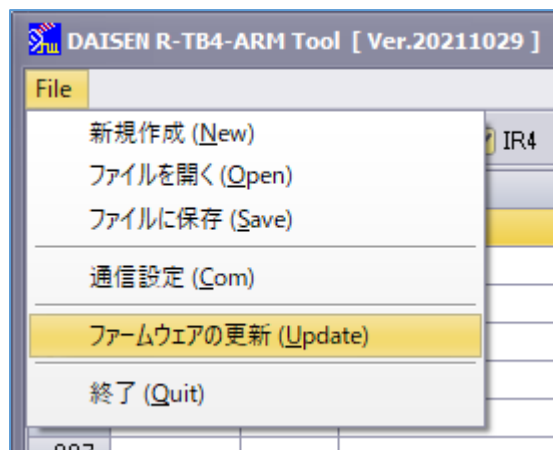 DAISEN R-TB4-ARM Tool [ Ver.20211029 ]
File
新規作成 (New)
IR4
ファイルを開く (Open)
ファイルに保存 (Save)
通信設定 (Com)
ファームウェアの更新 (Update)
終了 (Quit)